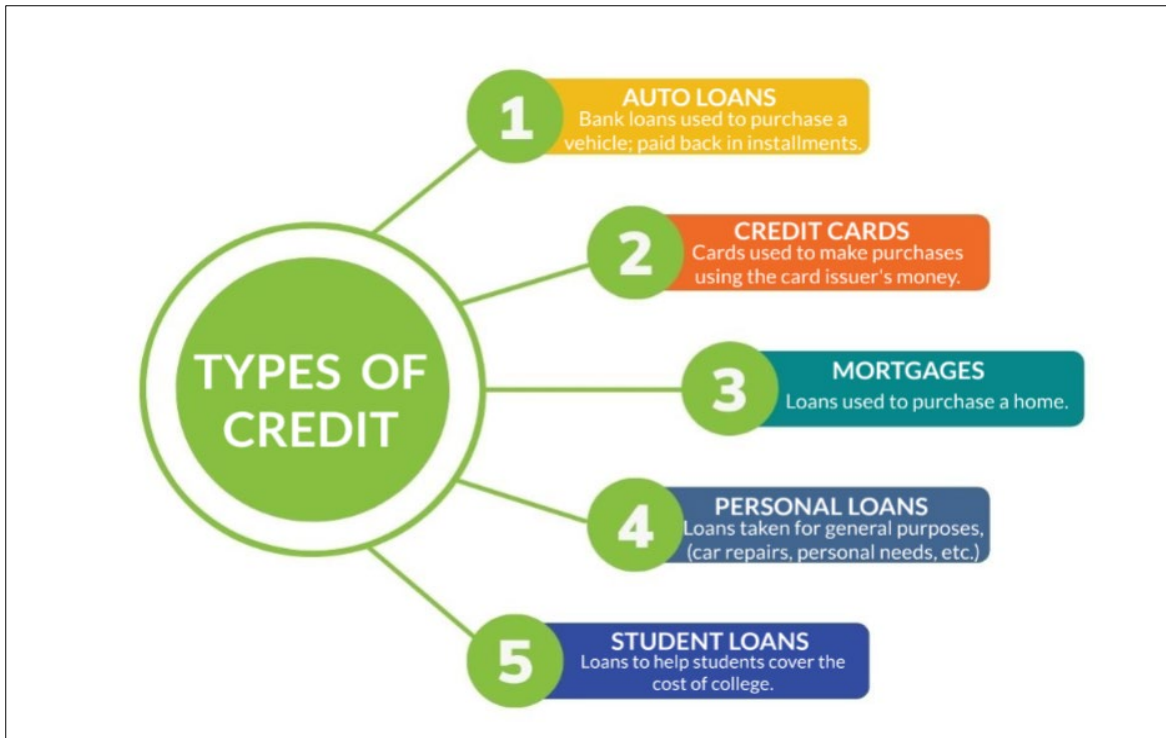 TYPES OF
CREDIT
1
AUTO LOANS
Bank loans used to purchase a
vehicle; paid back in installments.
2
CREDIT CARDS
Cards used to make purchases
using the card issuer's money.
3
MORTGAGES
Loans used to purchase a home.
4
PERSONAL LOANS
Loans taken for general purposes,
(car repairs, personal needs, etc.)
5
STUDENT LOANS
Loans to help students cover the
cost of college.